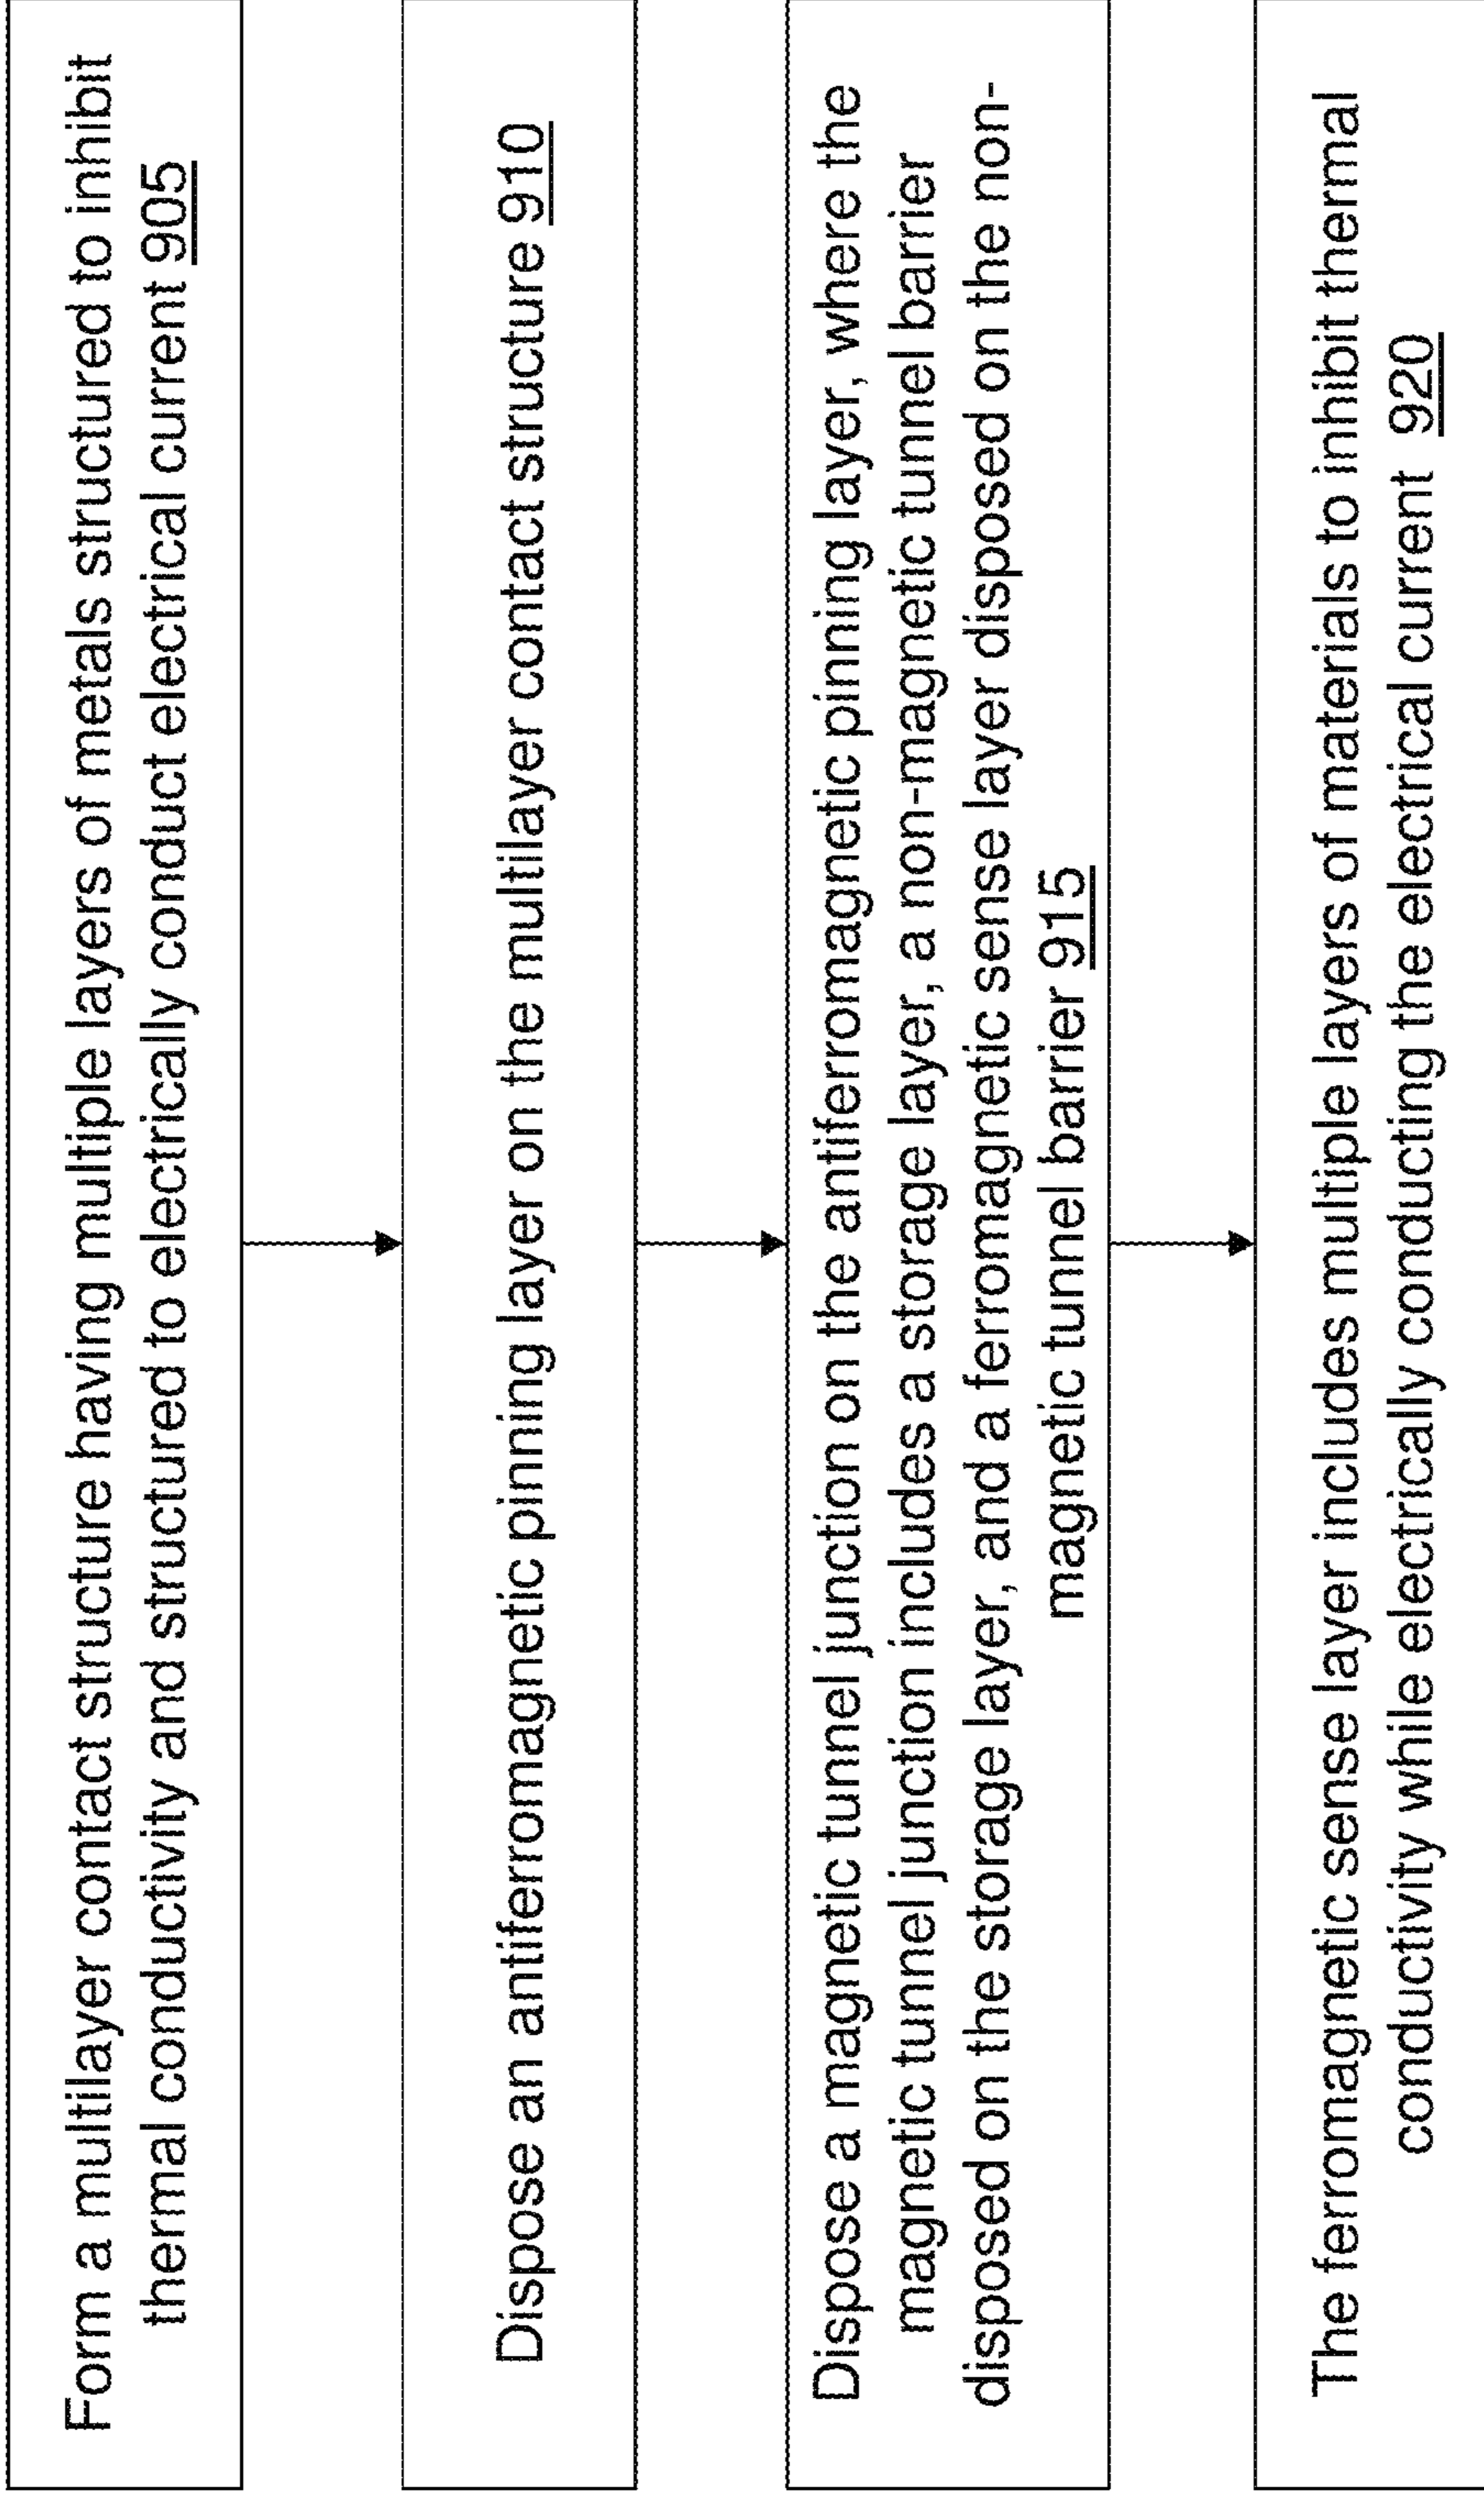 Form a multilayer contact structure having multiple layers of metals structured to inhibit
thermal conductivity and structured to electrically conduct electrical current 905
Dispose an antiferromagnetic pinning layer on the multilayer contact structure 910
Dispose a magnetic tunnel junction on the antiferromagnetic pinning layer, where the
magnetic tunnel junction includes a storage layer, a non-magnetic tunnel barrier
disposed on the storage layer, and a ferromagnetic sense layer disposed on the non-
magnetic tunnel barrier 915
The ferromagnetic sense layer includes multiple layers of materials to inhibit thermal
conductivity while electrically conducting the electrical current 920